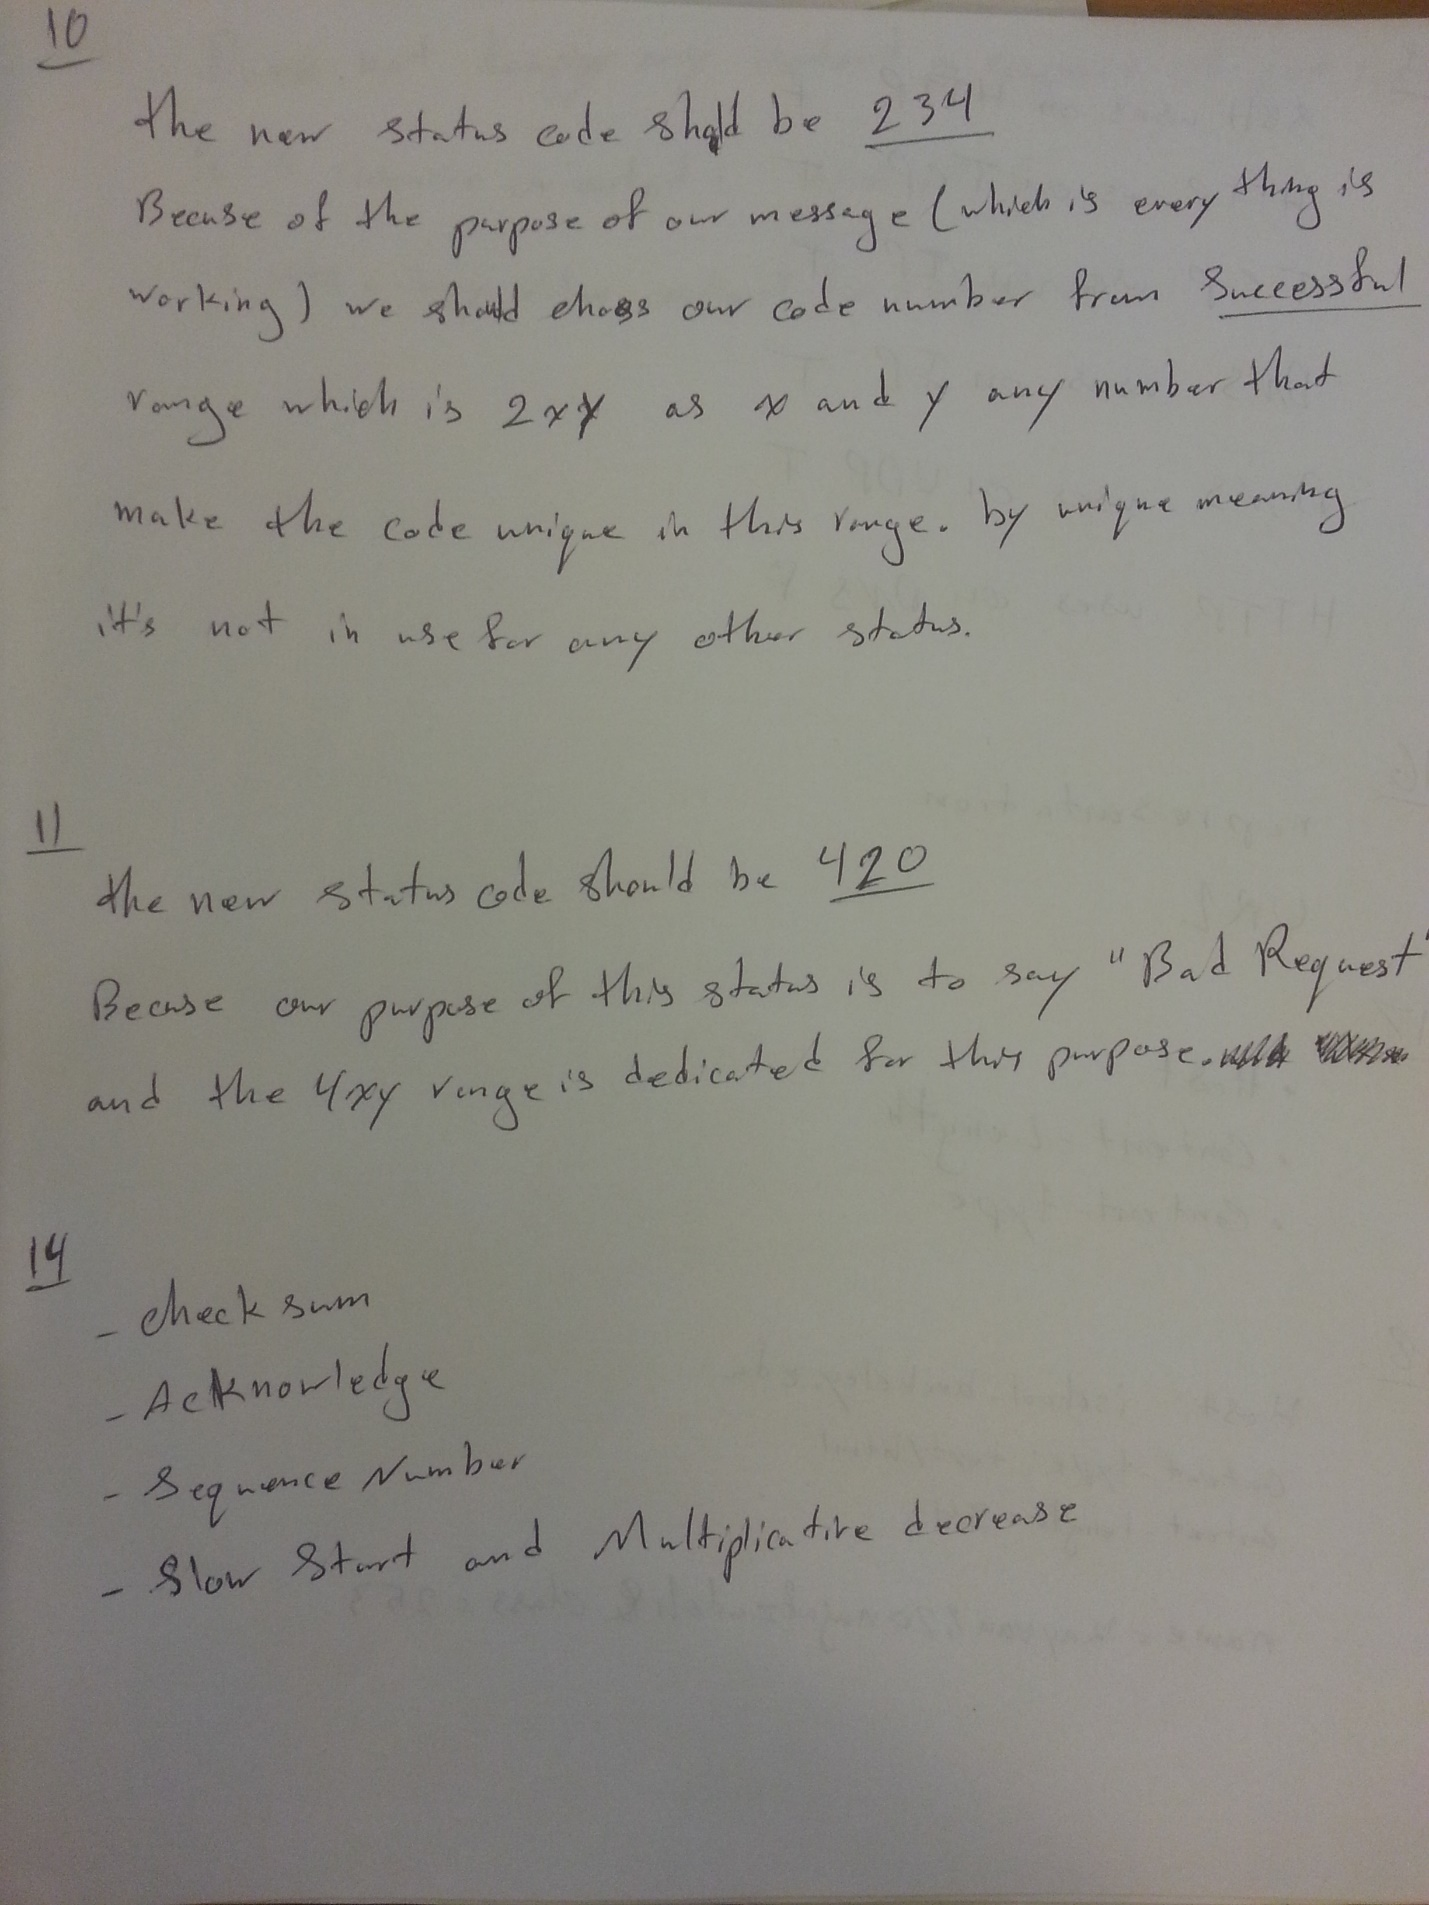 10
The new status code should be 234
Becuse of the purpose of our message (which is every thing is
working) we should choss our code number from Successful
range which is 2xy as x and y any number that
make the code unique in this range. by unique meaning
it's not in use for any other status.
11
the new status code should be 420
Becuse our purpose of this status is to say "Bad Request"
and the 4xy range is dedicated for this purpose.
14
- check sum
- Acknowledge
- Sequence Number
- Slow Start and Multiplicative decrease